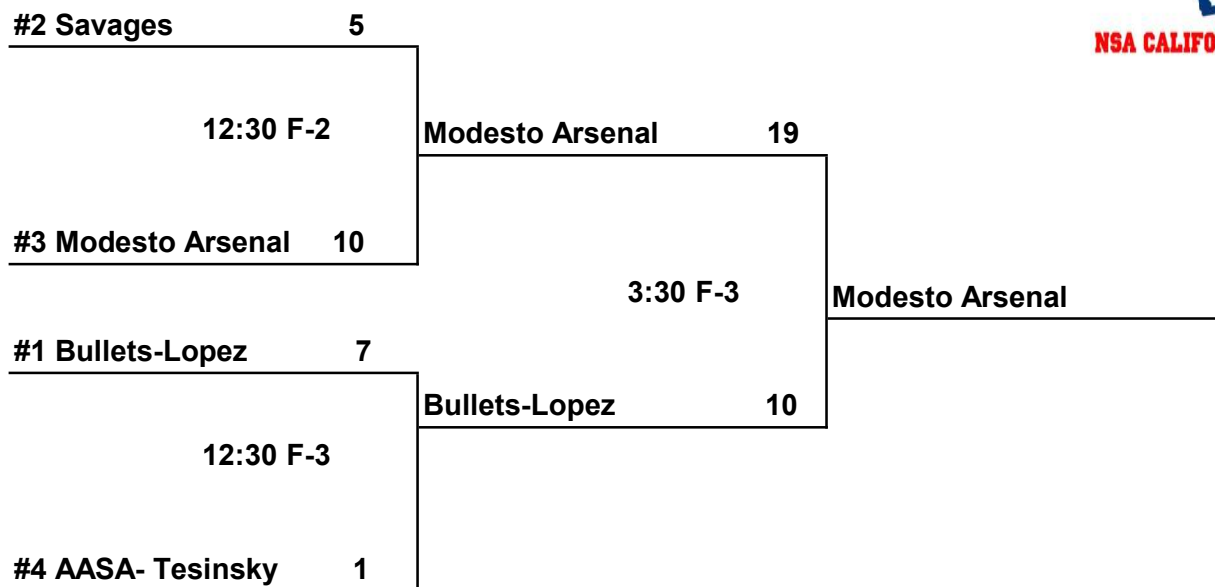 #2 Savages 5
NSA CALIFO
12:30 F-2
Modesto Arsenal 19
#3 Modesto Arsenal 10
3:30 F-3
Modesto Arsenal
#1 Bullets-Lopez 7
Bullets-Lopez 10
12:30 F-3
#4 AASA- Tesinsky 1